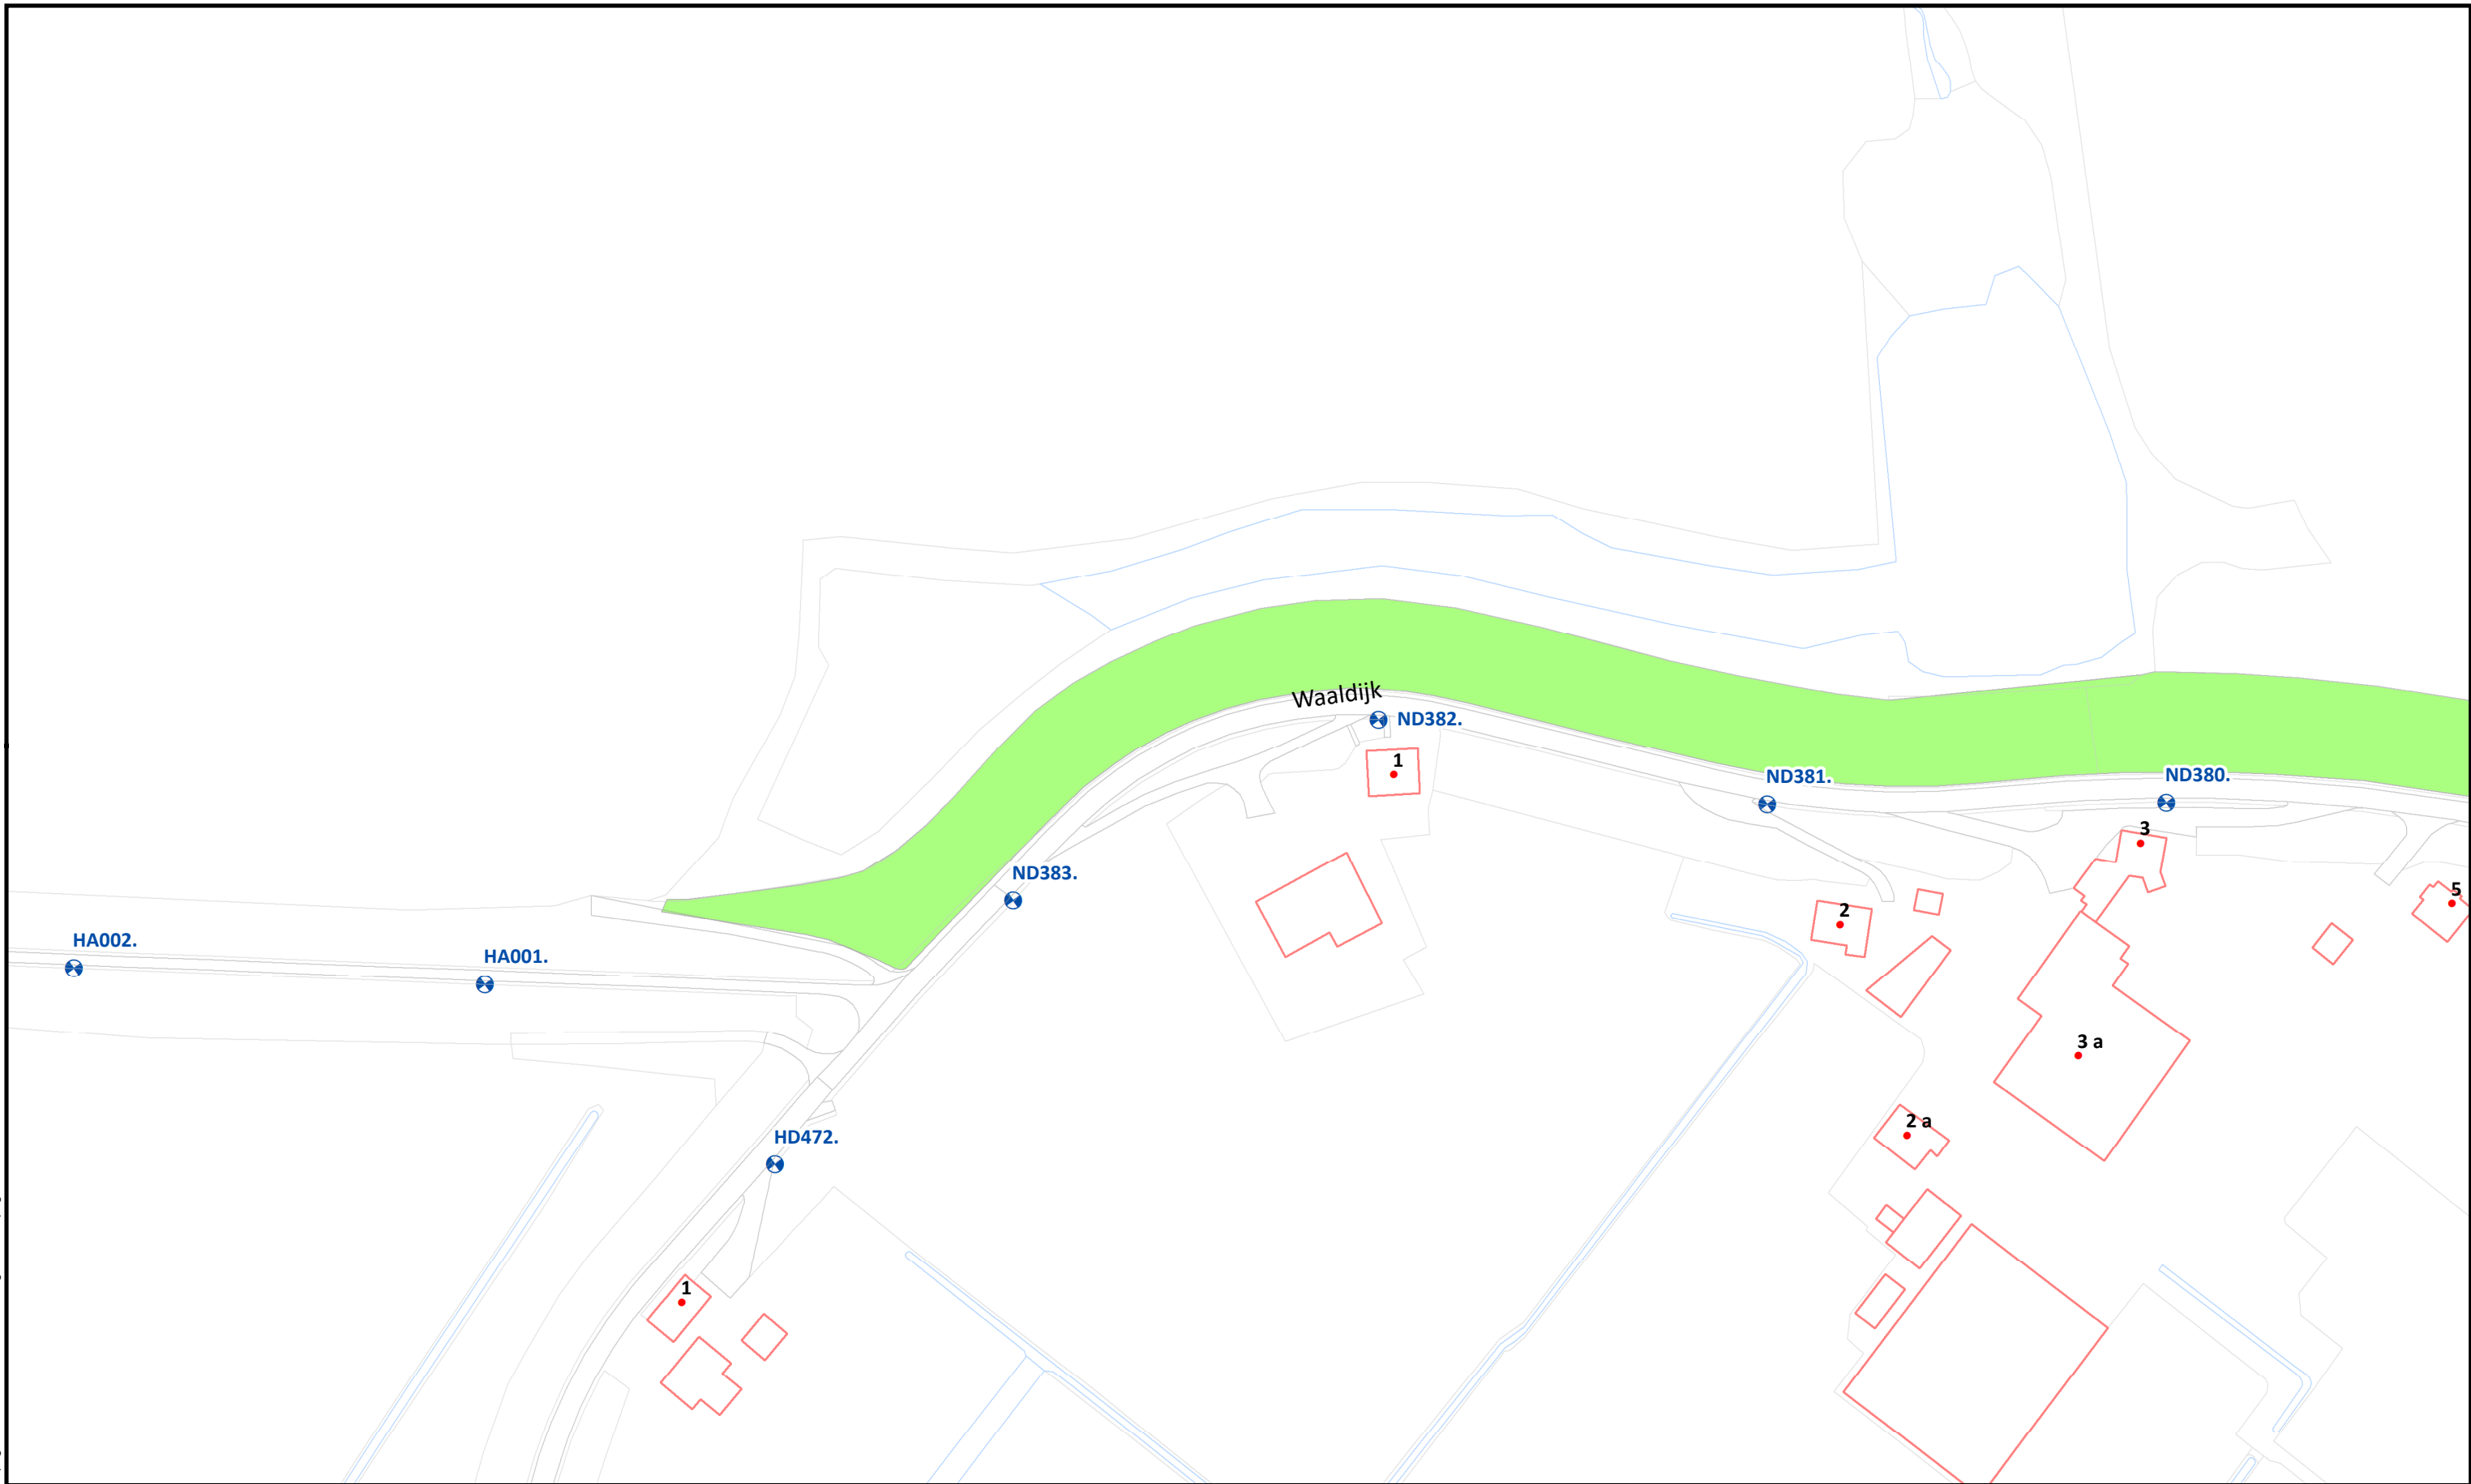 Waaldijk
ND382.
1
ND381.
ND380.
3
ND383.
5
2
HA002.
HA001.
3 a
2 a
HD472.
1